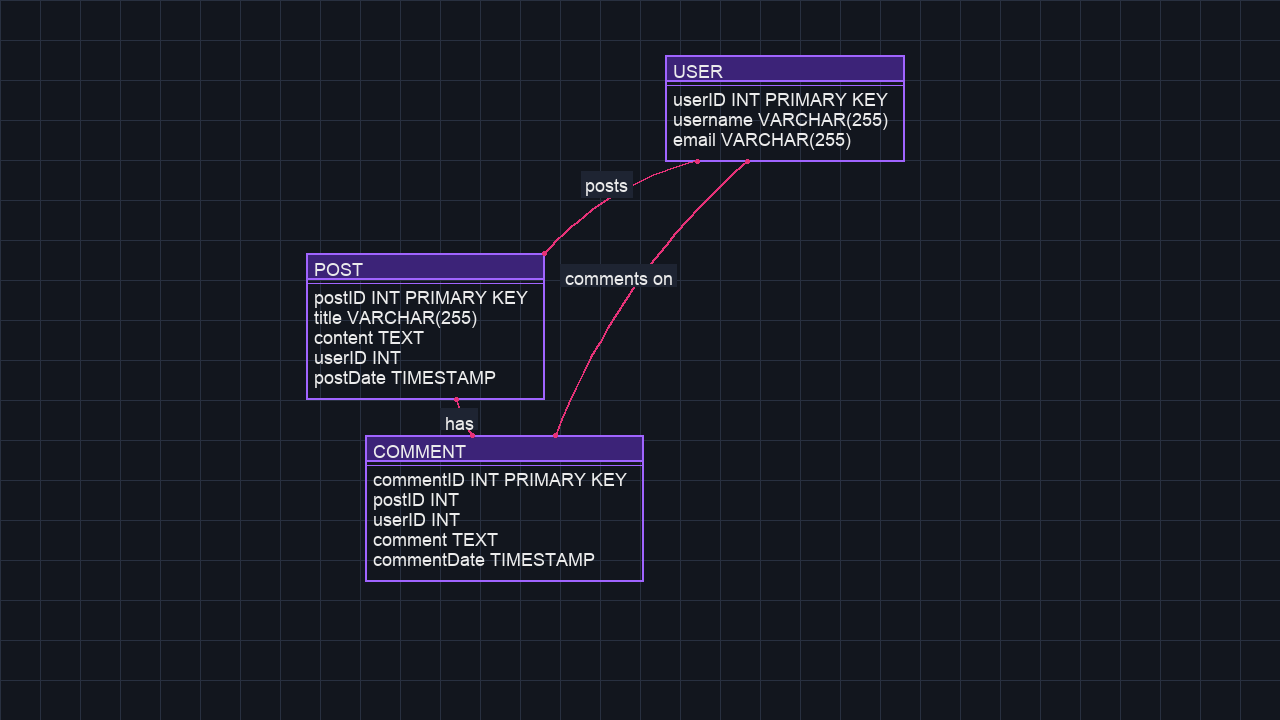 USER
userID INT PRIMARY KEY
username VARCHAR(255)
email VARCHAR(255)
posts
comments on
POST
postID INT PRIMARY KEY
title VARCHAR(255)
content TEXT
userID INT
postDate TIMESTAMP
has
COMMENT
commentID INT PRIMARY KEY
postID INT
userID INT
comment TEXT
commentDate TIMESTAMP